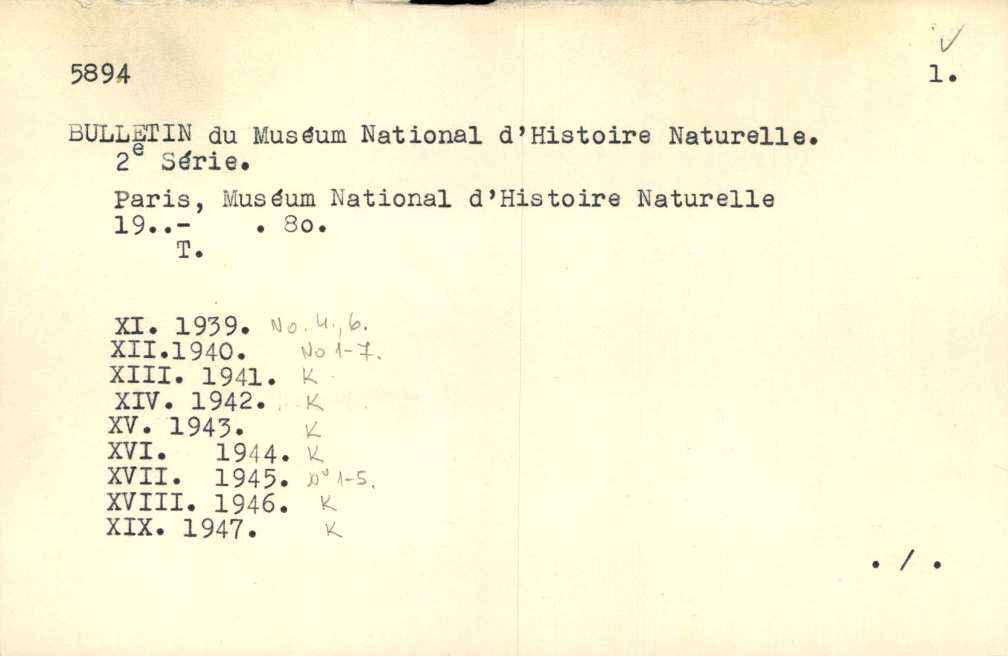 5894 1.
BULLETIN du Muséum National d'Histoire Naturelle.
2e Série.
Paris, Muséum National d'Histoire Naturelle
19..- . 8o.
T.
XI. 1939. No. 4., 6.
XII.1940. No 1-7.
XIII. 1941. K
XIV. 1942. K
XV. 1943. K
XVI. 1944. K
XVII. 1945. No 1-5.
XVIII. 1946. K
XIX. 1947. K
. / .